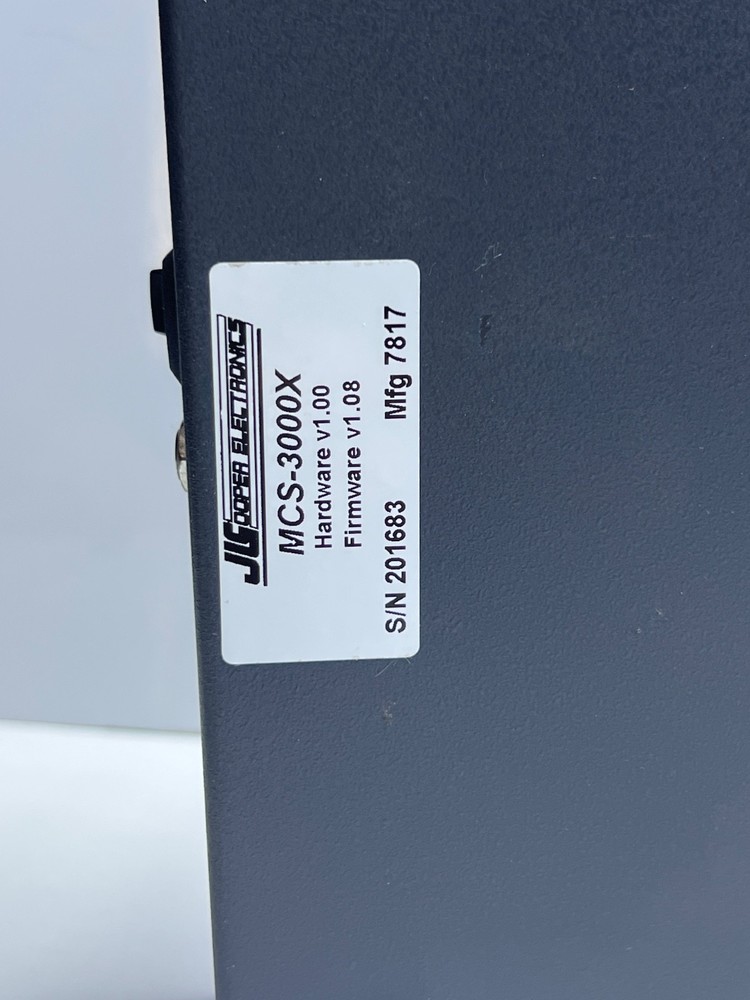 JLCOOPER ELECTRONICS
MCS-3000X
Hardware v1.00
Firmware v1.08
S/N 201683 Mfg 7817